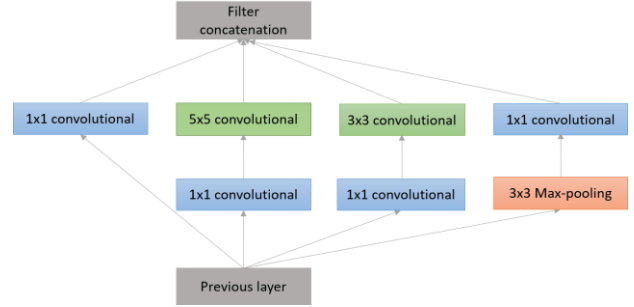 Filter
concatenation
1x1 convolutional
5x5 convolutional
3x3 convolutional
1x1 convolutional
1x1 convolutional
1x1 convolutional
3x3 Max-pooling
Previous layer